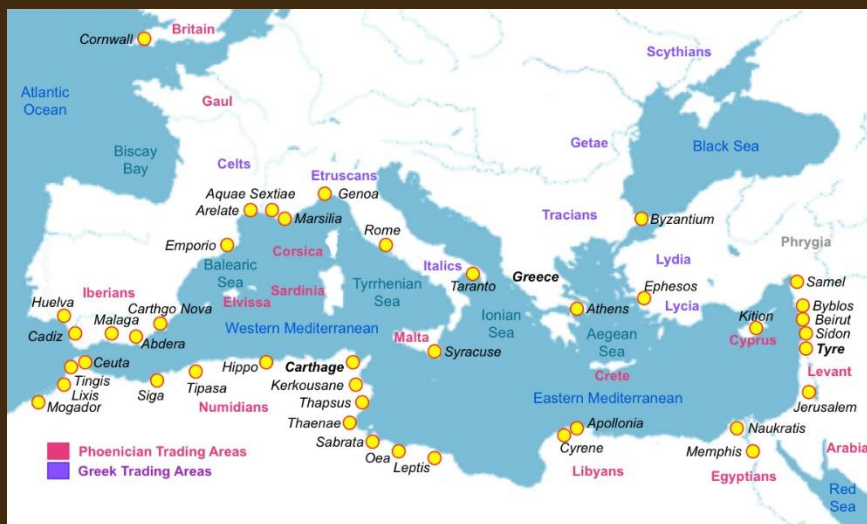 Britain
Cornwall
Scythians
Atlantic
Ocean
Gaul
Getae
Black Sea
Biscay
Bay
Celts
Etruscans
Aquae Sextiae
Genoa
Arelate
Marsilia
Tracians
Byzantium
Rome
Emporio
Corsica
Phrygia
Balearic
Sea
Italics
Greece
Lydia
Tyrrhenian
Sea
Taranto
Ephesos
Samel
Iberians
Elvissa
Sardinia
Huelva
Carthgo Nova
Lycia
Byblos
Malaga
Ionian
Sea
Athens
Kition
Beirut
Cadiz
Abdera
Western Mediterranean
Aegean
Sea
Sidon
Malta
Cyprus
Tyre
Syracuse
Ceuta
Hippo
Carthage
Crete
Levant
Tingis
Lixis
Siga
Tipasa
Kerkousane
Mogador
Numidians
Thapsus
Eastern Mediterranean
Jerusalem
Thaenae
Apollonia
Naukratis
Sabrata
Cyrene
Phoenician Trading Areas
Oea
Memphis
Arabia
Greek Trading Areas
Leptis
Libyans
Egyptians
Red
Sea